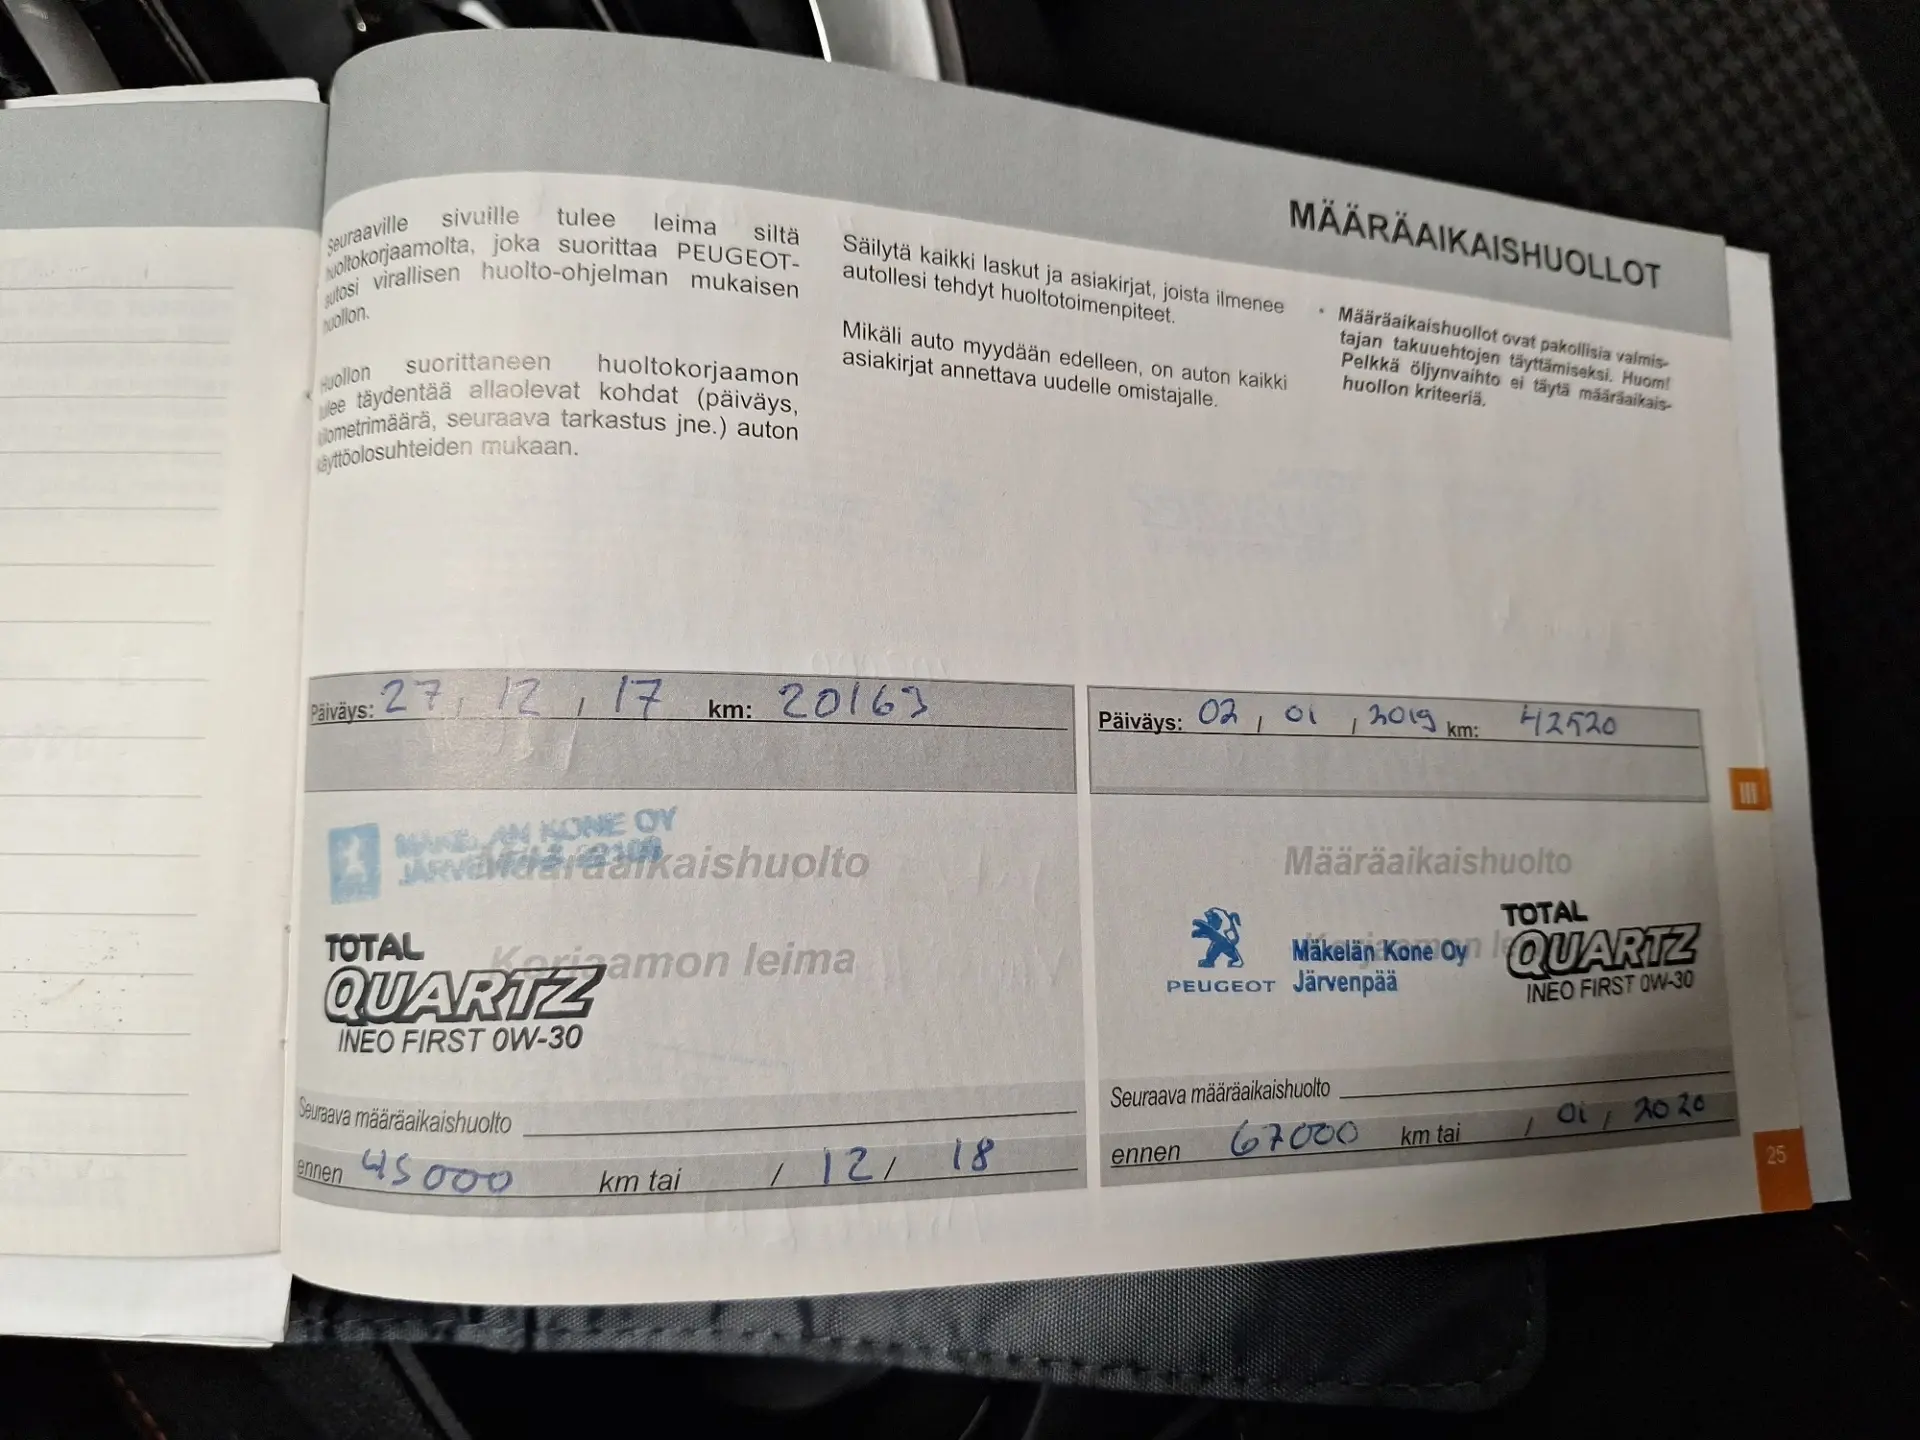 MÄÄRÄAIKAISHUOLLOT
Seuraaville sivuille tulee leima siltä
huoltokorjaamolta, joka suorittaa PEUGEOT-
autosi virallisen huolto-ohjelman mukaisen
huollon.
Huollon suorittaneen huoltokorjaamon
tulee täydentää allaolevat kohdat (päiväys,
kilometrimäärä, seuraava tarkastus jne.) auton
käyttöolosuhteiden mukaan.
Säilytä kaikki laskut ja asiakirjat, joista ilmenee
autollesi tehdyt huoltotoimenpiteet.
Mikäli auto myydään edelleen, on auton kaikki
asiakirjat annettava uudelle omistajalle.
• Määräaikaishuollot ovat pakollisia valmis-
tajan takuuehtojen täyttämiseksi. Huom!
Pelkkä öljynvaihto ei täytä määräaikais-
huollon kriteeriä.
Päiväys: 27 / 12 / 17 km: 20163
MÄKELÄN KONE OY
Määräaikaishuolto
Korjaamon leima
TOTAL
QUARTZ
INEO FIRST 0W-30
Seuraava määräaikaishuolto
ennen 45000 km tai / 12 / 18
Päiväys: 02 / 01 / 2019 km: 42520
Määräaikaishuolto
Korjaamon
PEUGEOT
Mäkelän Kone Oy
Järvenpää
TOTAL
QUARTZ
INEO FIRST 0W-30
Seuraava määräaikaishuolto
ennen 67000 km tai / 01 / 2020
III
25